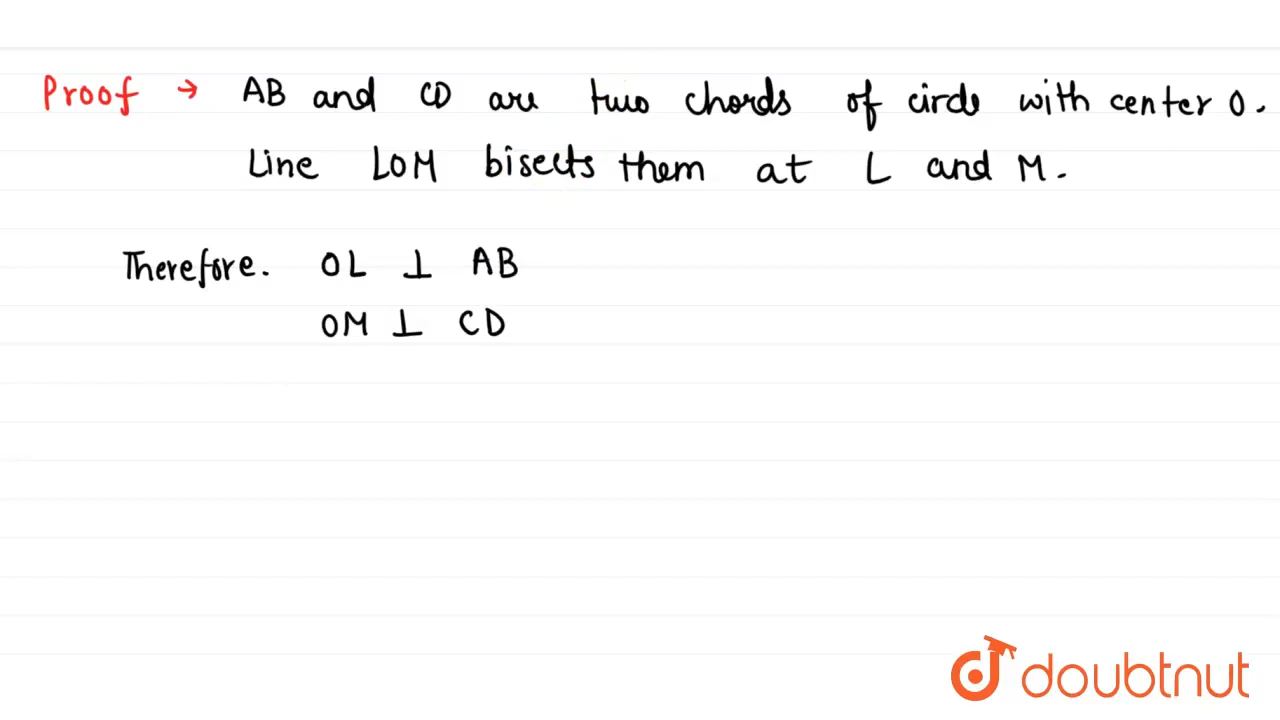 Proof → AB and CD are two chords of circle with center O.
Line LOM bisects them at L and M.
Therefore. OL ⊥ AB
OM ⊥ CD
doubtnut